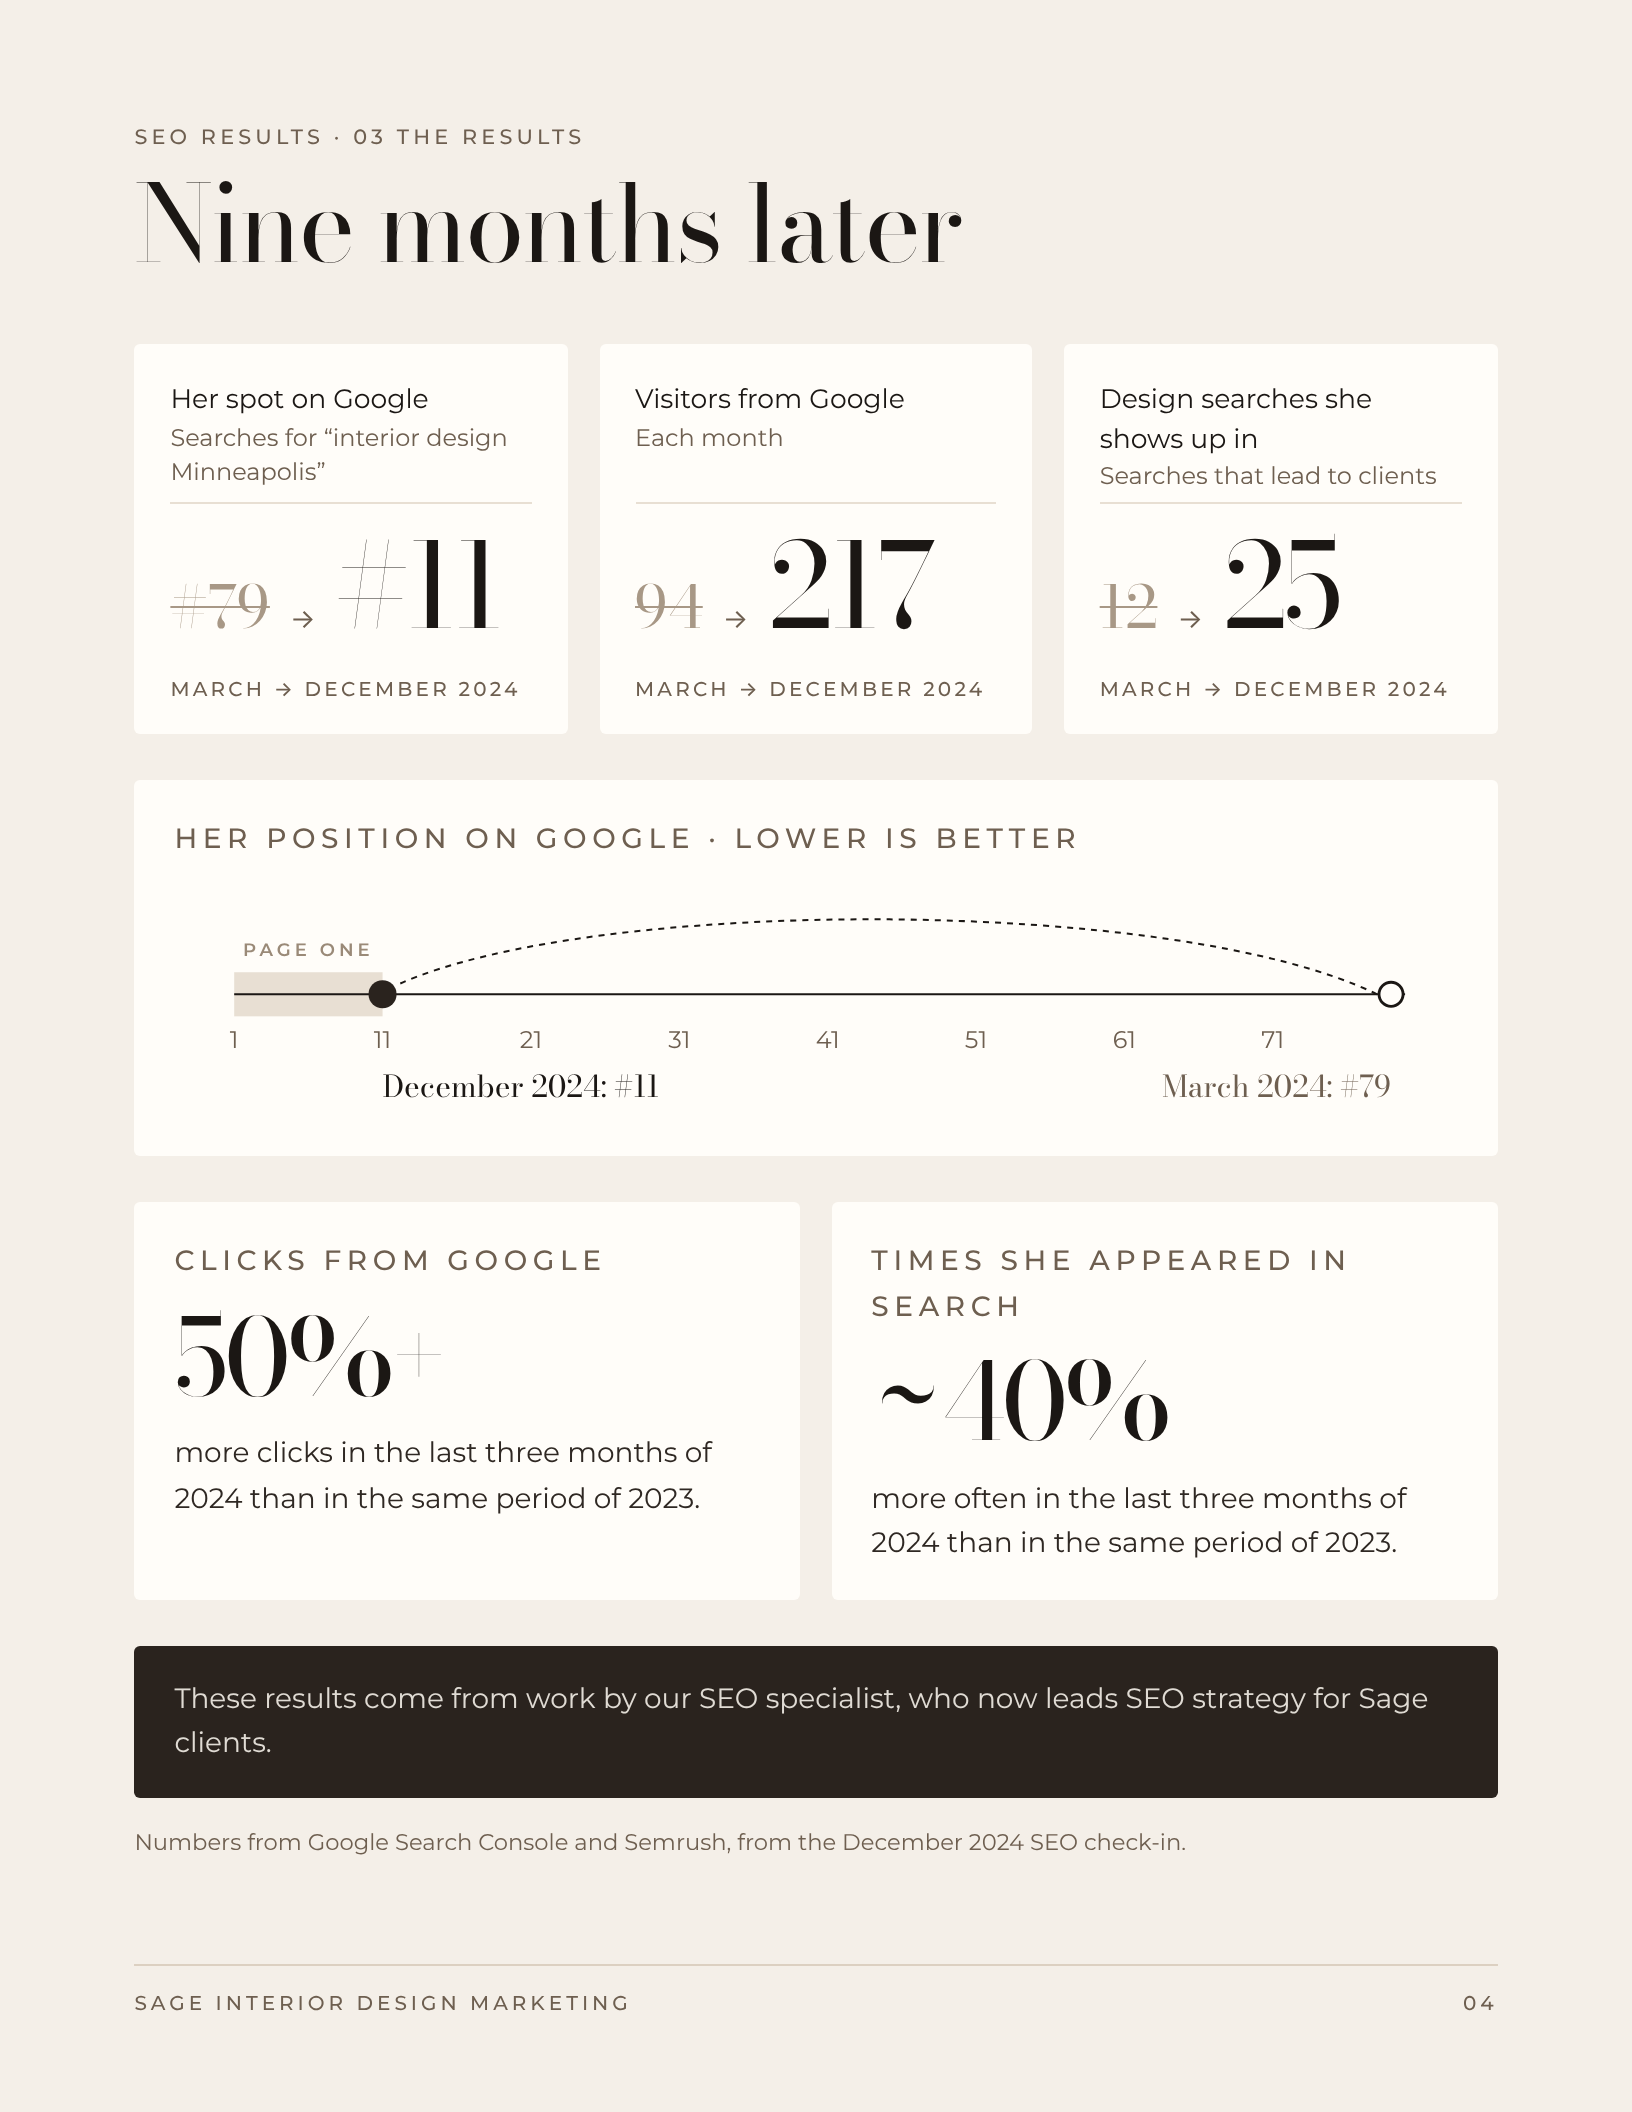 SEO RESULTS · 03 THE RESULTS
Nine months later
Her spot on Google
Searches for “interior design
Minneapolis”
#79 → #11
MARCH → DECEMBER 2024
Visitors from Google
Each month
94 → 217
MARCH → DECEMBER 2024
Design searches she
shows up in
Searches that lead to clients
12 → 25
MARCH → DECEMBER 2024
HER POSITION ON GOOGLE · LOWER IS BETTER
PAGE ONE
1 11 21 31 41 51 61 71
December 2024: #11
March 2024: #79
CLICKS FROM GOOGLE
50%+
more clicks in the last three months of
2024 than in the same period of 2023.
TIMES SHE APPEARED IN
SEARCH
~40%
more often in the last three months of
2024 than in the same period of 2023.
These results come from work by our SEO specialist, who now leads SEO strategy for Sage
clients.
Numbers from Google Search Console and Semrush, from the December 2024 SEO check-in.
SAGE INTERIOR DESIGN MARKETING
04